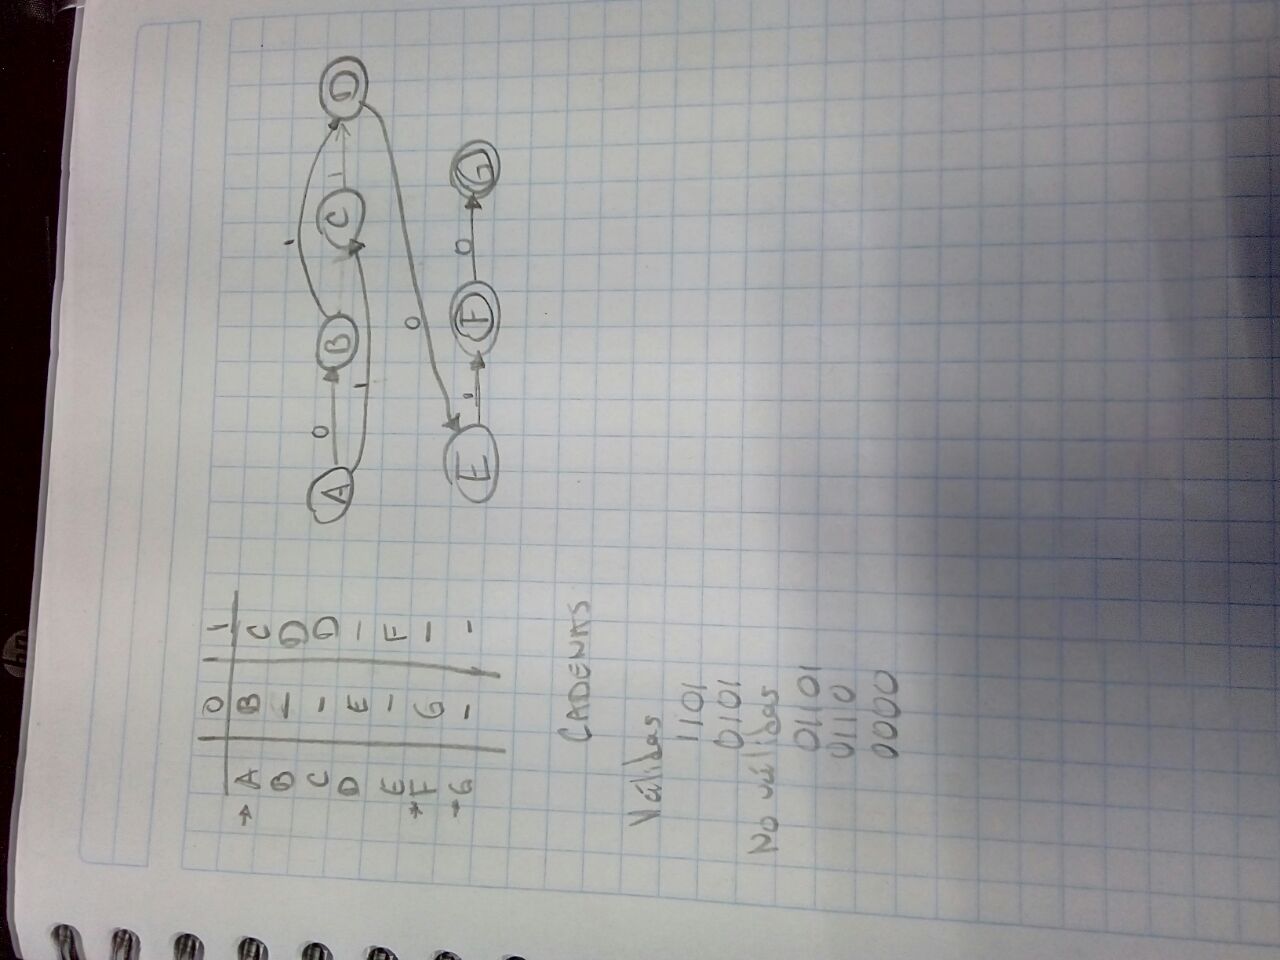 0 1
→ A B C
B - D
C - D
D E -
E - F
*F G -
*G - -
A 0 B 1 C 1 D
1
0
E 1 F 0 G
CADENAS
Válidas
1101
0101
No válidas
01101
0110
0000